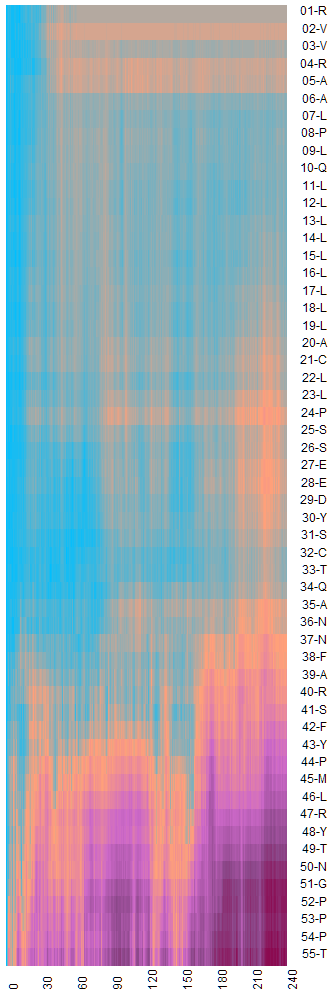 01-R
02-V
03-V
04-R
05-A
06-A
07-L
08-P
09-L
10-Q
11-L
12-L
13-L
14-L
15-L
16-L
17-L
18-L
19-L
20-A
21-C
22-L
23-L
24-P
25-S
26-S
27-E
28-E
29-D
30-Y
31-S
32-C
33-T
34-Q
35-A
36-N
37-N
38-F
39-A
40-R
41-S
42-F
43-Y
44-P
45-M
46-L
47-R
48-Y
49-T
50-N
51-G
52-P
53-P
54-P
55-T
0 30 60 90 120 150 180 210 240